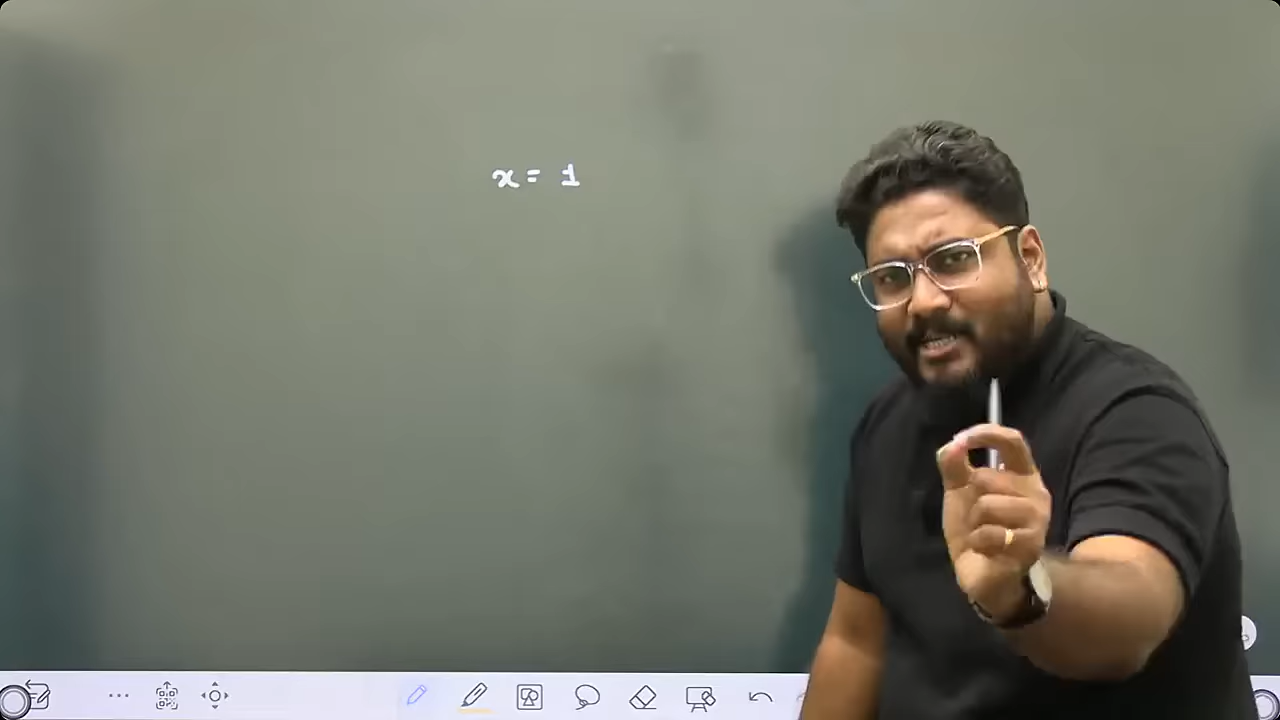 x = 1